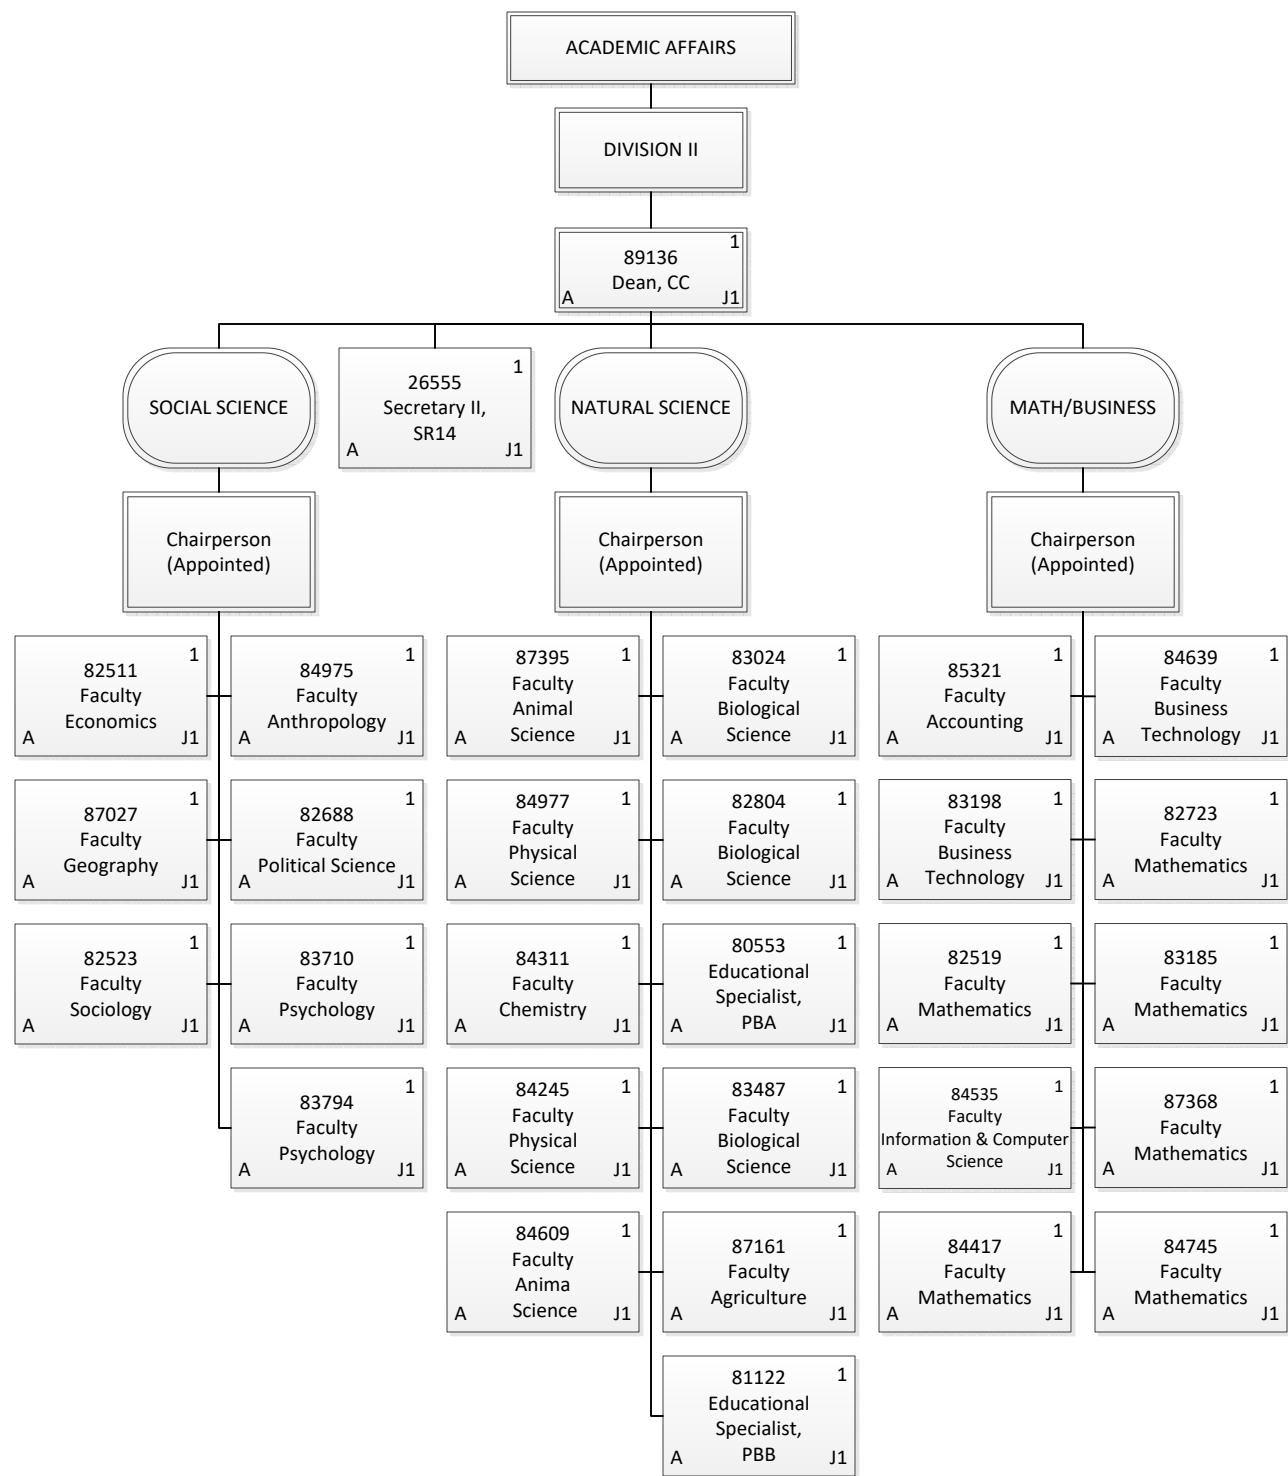 ACADEMIC AFFAIRS
DIVISION II
1
89136
Dean, CC
A J1
SOCIAL SCIENCE
1
26555
Secretary II,
SR14
A J1
NATURAL SCIENCE
MATH/BUSINESS
Chairperson
(Appointed)
Chairperson
(Appointed)
Chairperson
(Appointed)
1
82511
Faculty
Economics
A J1
1
84975
Faculty
Anthropology
A J1
1
87395
Faculty
Animal
Science
A J1
1
83024
Faculty
Biological
Science
A J1
1
85321
Faculty
Accounting
A J1
1
84639
Faculty
Business
Technology
A J1
1
87027
Faculty
Geography
A J1
1
82688
Faculty
Political Science
A J1
1
84977
Faculty
Physical
Science
A J1
1
82804
Faculty
Biological
Science
A J1
1
83198
Faculty
Business
Technology
A J1
1
82723
Faculty
Mathematics
A J1
1
82523
Faculty
Sociology
A J1
1
83710
Faculty
Psychology
A J1
1
84311
Faculty
Chemistry
A J1
1
80553
Educational
Specialist,
PBA
A J1
1
82519
Faculty
Mathematics
A J1
1
83185
Faculty
Mathematics
A J1
1
83794
Faculty
Psychology
A J1
1
84245
Faculty
Physical
Science
A J1
1
83487
Faculty
Biological
Science
A J1
1
84535
Faculty
Information & Computer
Science
A J1
1
87368
Faculty
Mathematics
A J1
1
84609
Faculty
Anima
Science
A J1
1
87161
Faculty
Agriculture
A J1
1
84417
Faculty
Mathematics
A J1
1
84745
Faculty
Mathematics
A J1
1
81122
Educational
Specialist,
PBB
A J1